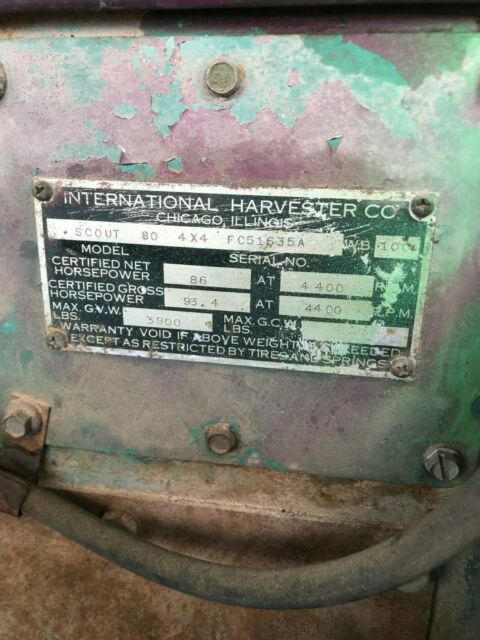 INTERNATIONAL HARVESTER CO.
CHICAGO, ILLINOIS
SCOUT 80 4X4 FC51635A W.B. 100
MODEL SERIAL NO.
CERTIFIED NET HORSEPOWER 86 AT 4400 R.P.M.
CERTIFIED GROSS HORSEPOWER 93.4 AT 4400 R.P.M.
MAX. G.V.W. LBS. 3900 MAX. G.C.W. LBS.
WARRANTY VOID IF ABOVE WEIGHT IS EXCEEDED
EXCEPT AS RESTRICTED BY TIRES AND SPRINGS